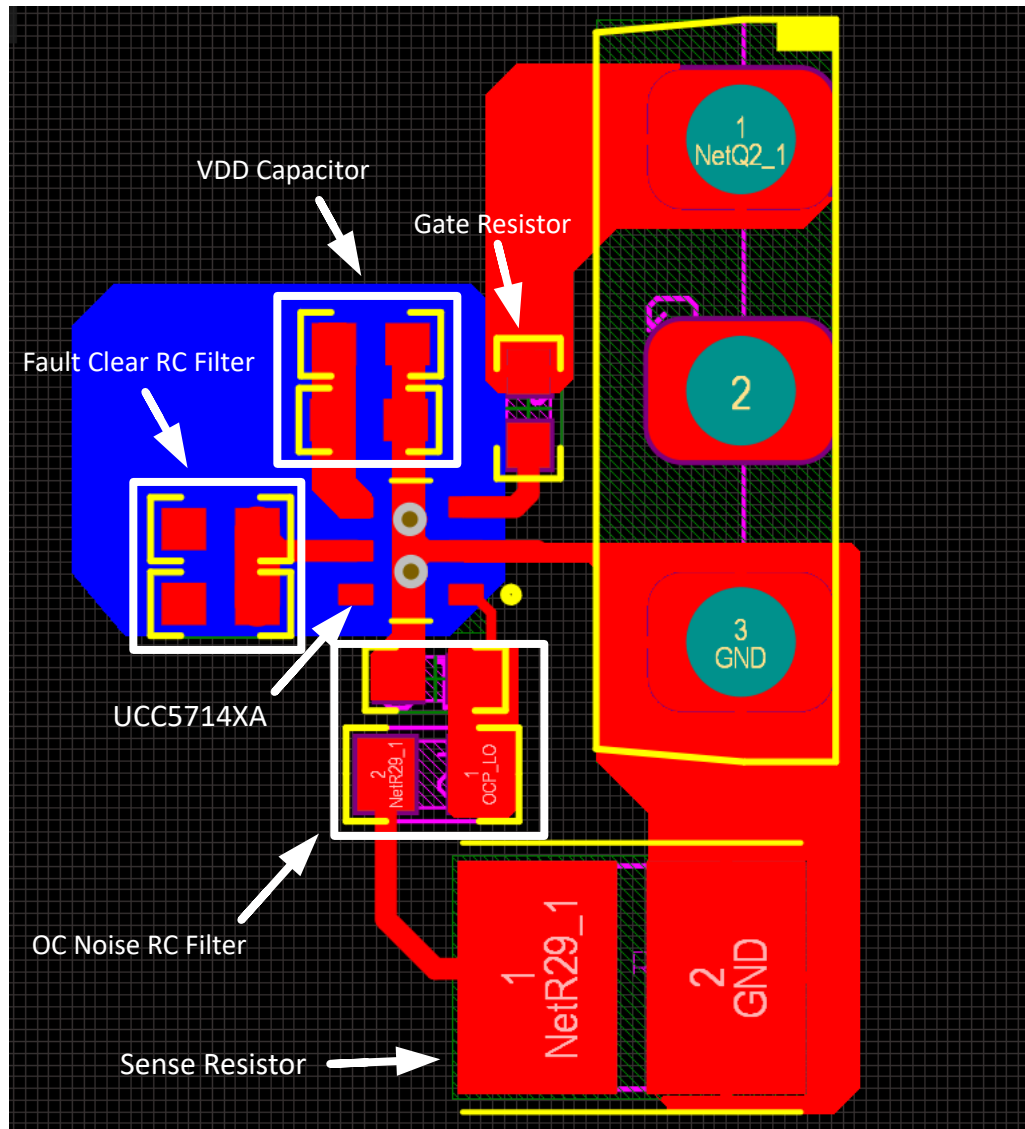 VDD Capacitor
Gate Resistor
Fault Clear RC Filter
UCC5714XA
OC Noise RC Filter
Sense Resistor
1
NetQ2_1
2
3
GND
2
NetR29_1
1
OCP_LO
1
NetR29_1
2
GND